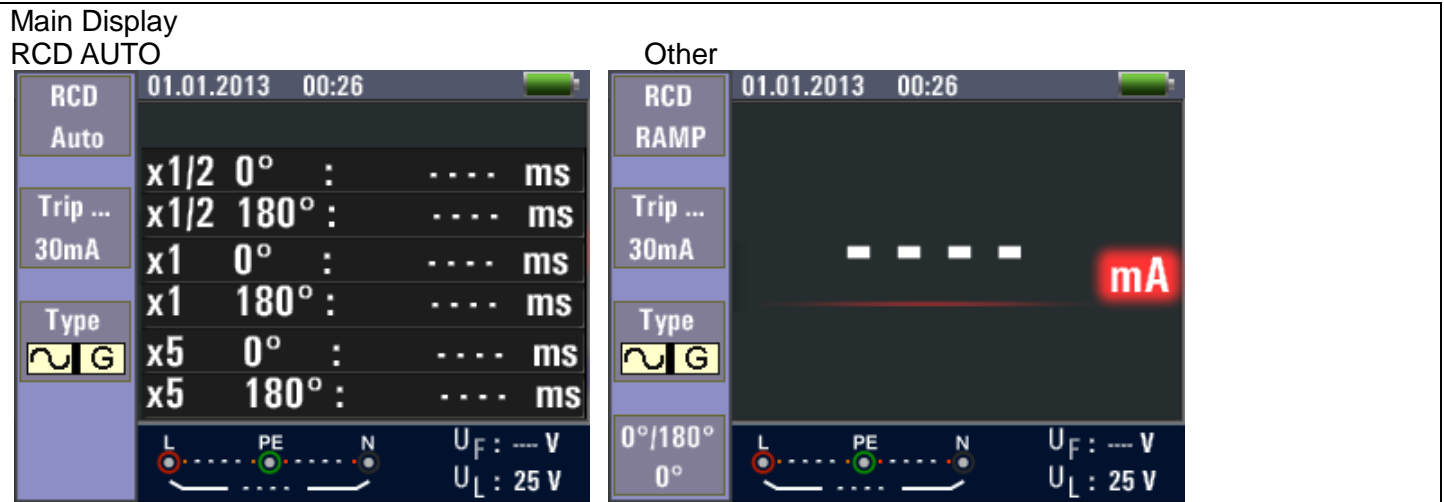 Main Display
RCD AUTO Other
RCD
Auto
Trip ...
30mA
Type
G
01.01.2013 00:26
x1/2 0° : ---- ms
x1/2 180° : ---- ms
x1 0° : ---- ms
x1 180° : ---- ms
x5 0° : ---- ms
x5 180° : ---- ms
L PE N
----
UF : ---- V
UL : 25 V
RCD
RAMP
Trip ...
30mA
Type
G
0°/180°
0°
01.01.2013 00:26
---- mA
L PE N
----
UF : ---- V
UL : 25 V